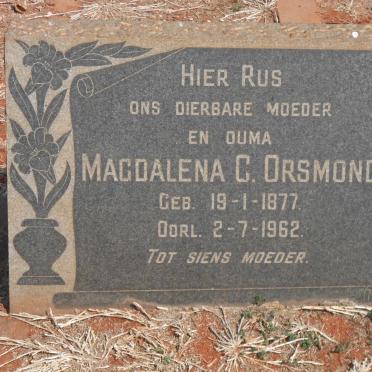 HIER RUS
ONS DIERBARE MOEDER
EN OUMA
MAGDALENA C. ORSMOND
GEB. 19-1-1877.
OORL. 2-7-1962.
TOT SIENS MOEDER.